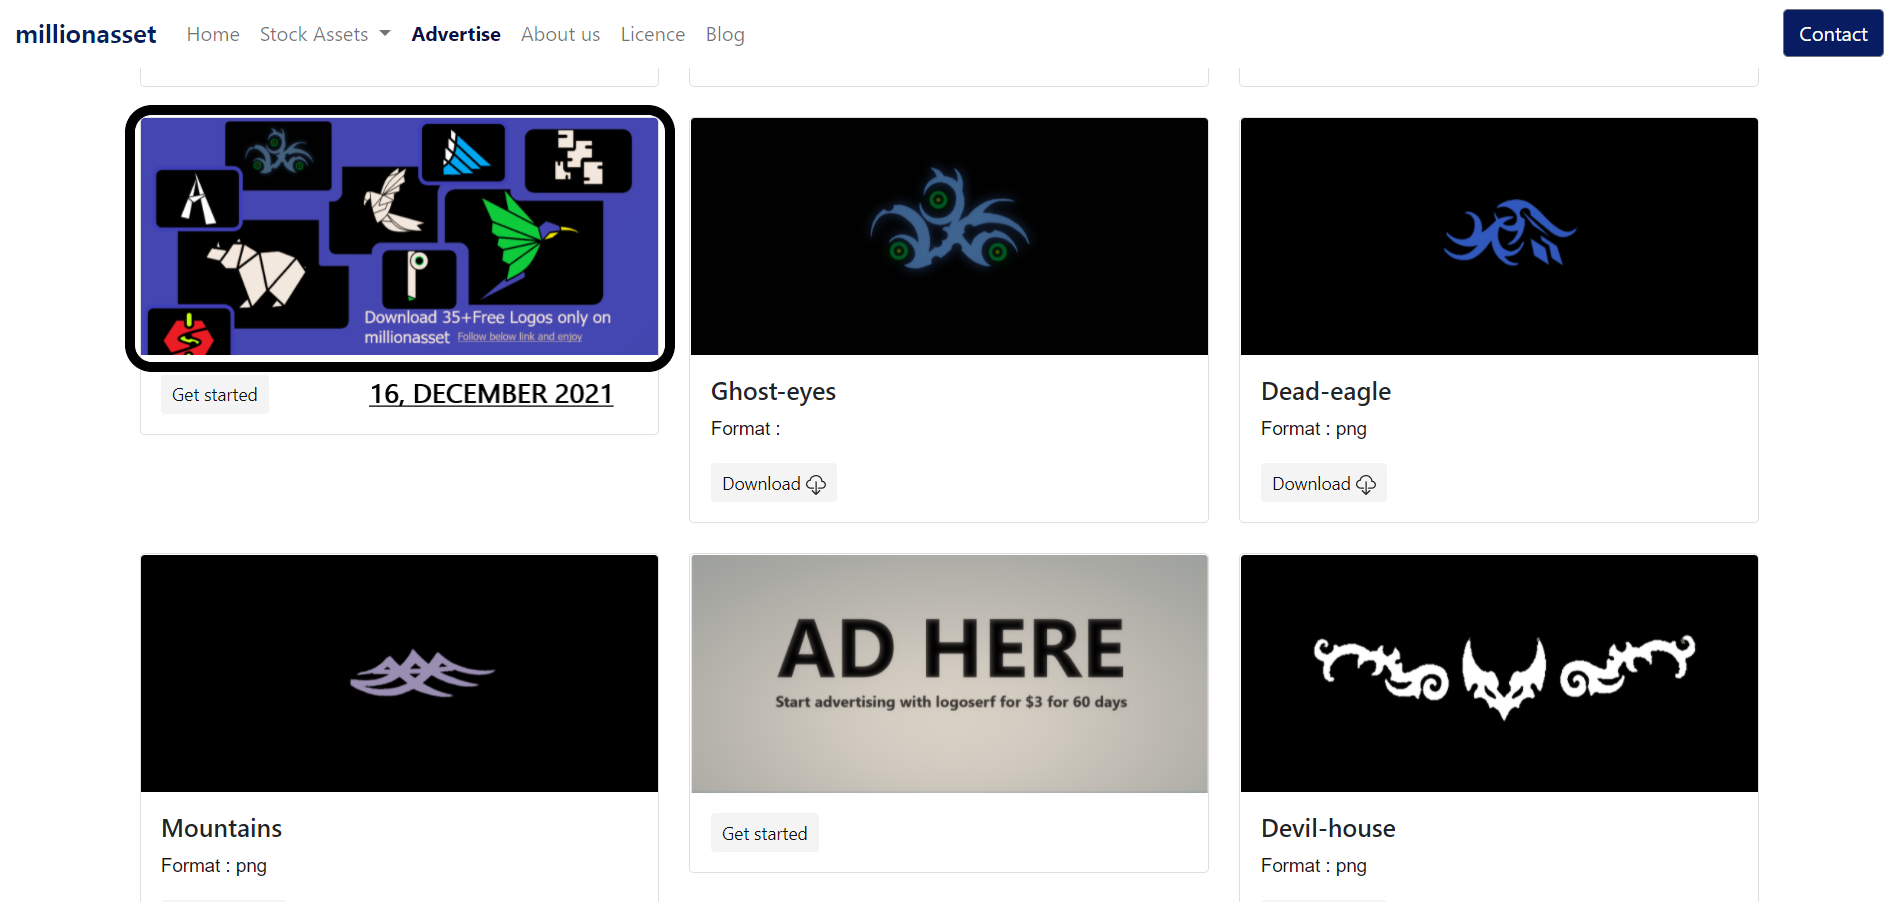 millionasset Home Stock Assets Advertise About us Licence Blog Contact
Download 35+Free Logos only on
millionasset Follow below link and enjoy
Get started 16, DECEMBER 2021
Ghost-eyes
Format :
Download
Dead-eagle
Format : png
Download
Mountains
Format : png
AD HERE
Start advertising with logoserf for $3 for 60 days
Get started
Devil-house
Format : png